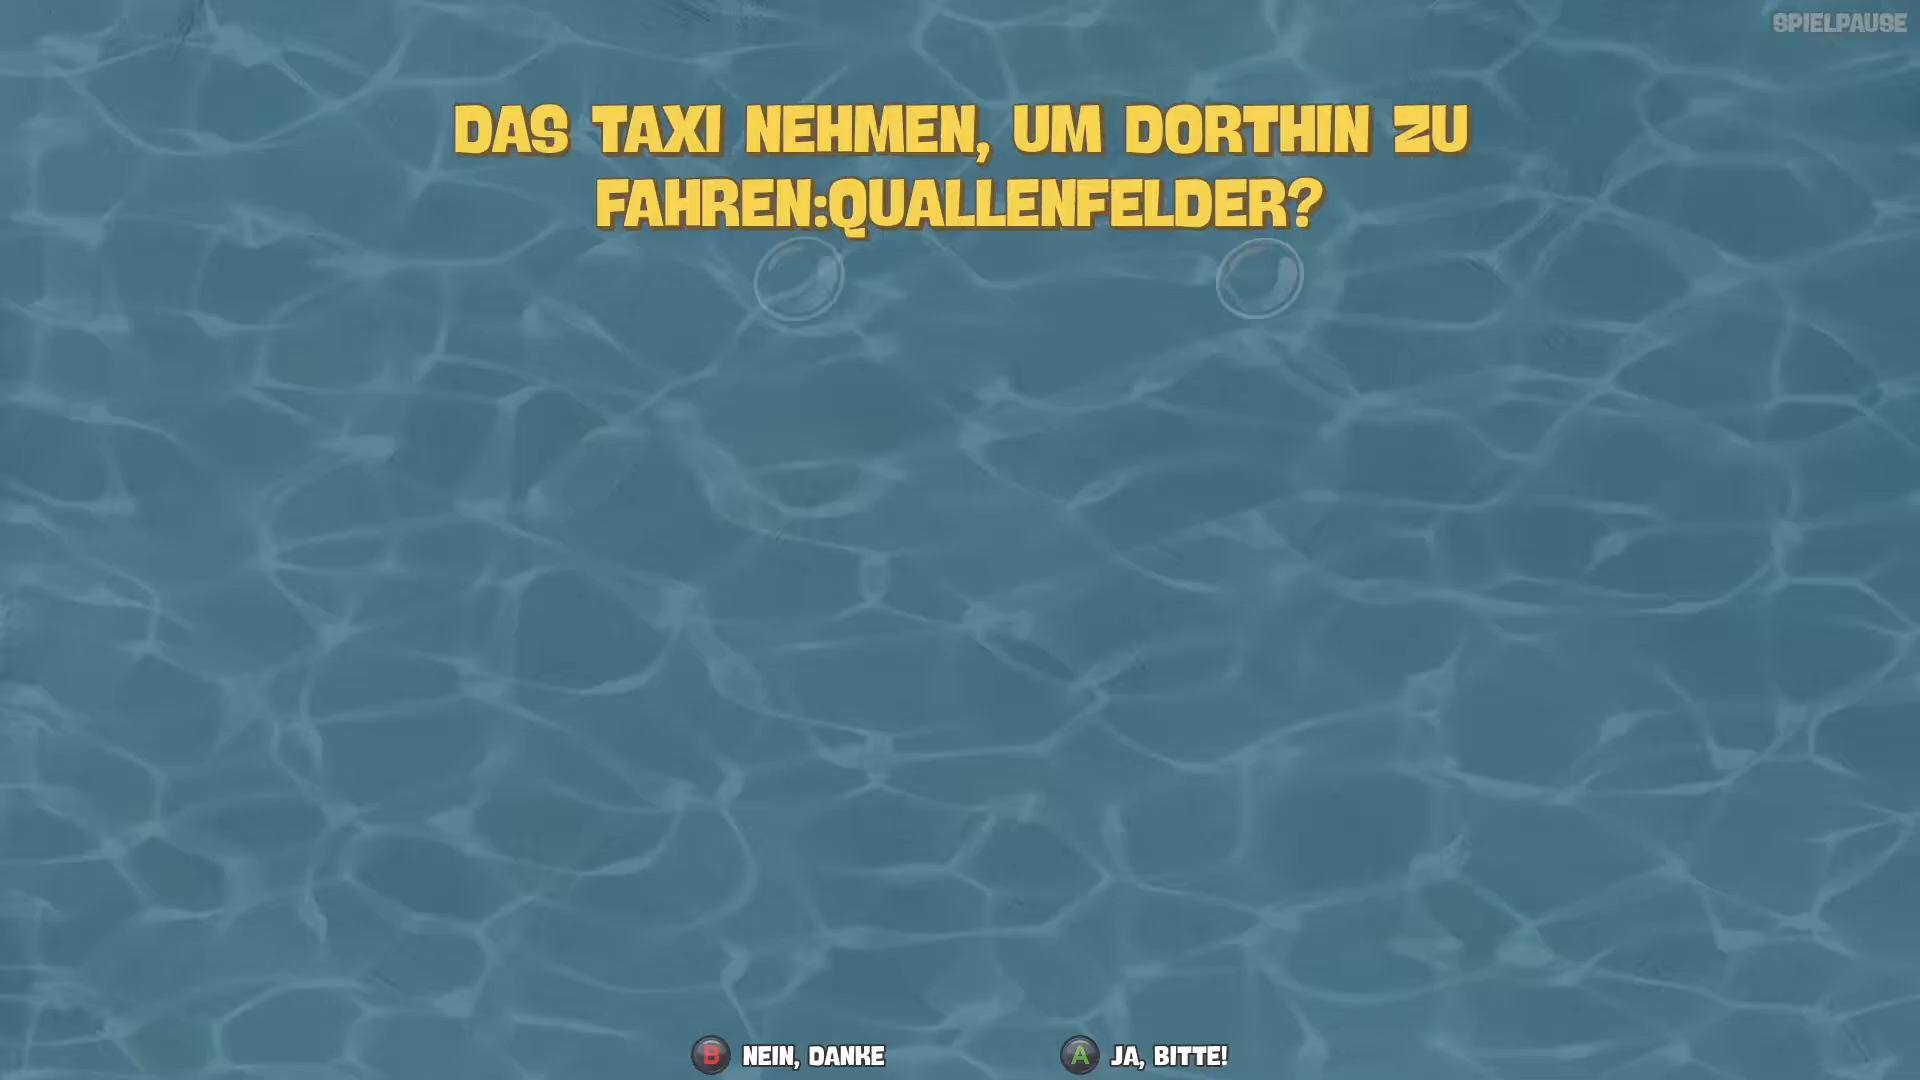 SPIELPAUSE
DAS TAXI NEHMEN, UM DORTHIN ZU
FAHREN:QUALLENFELDER?
B NEIN, DANKE
A JA, BITTE!